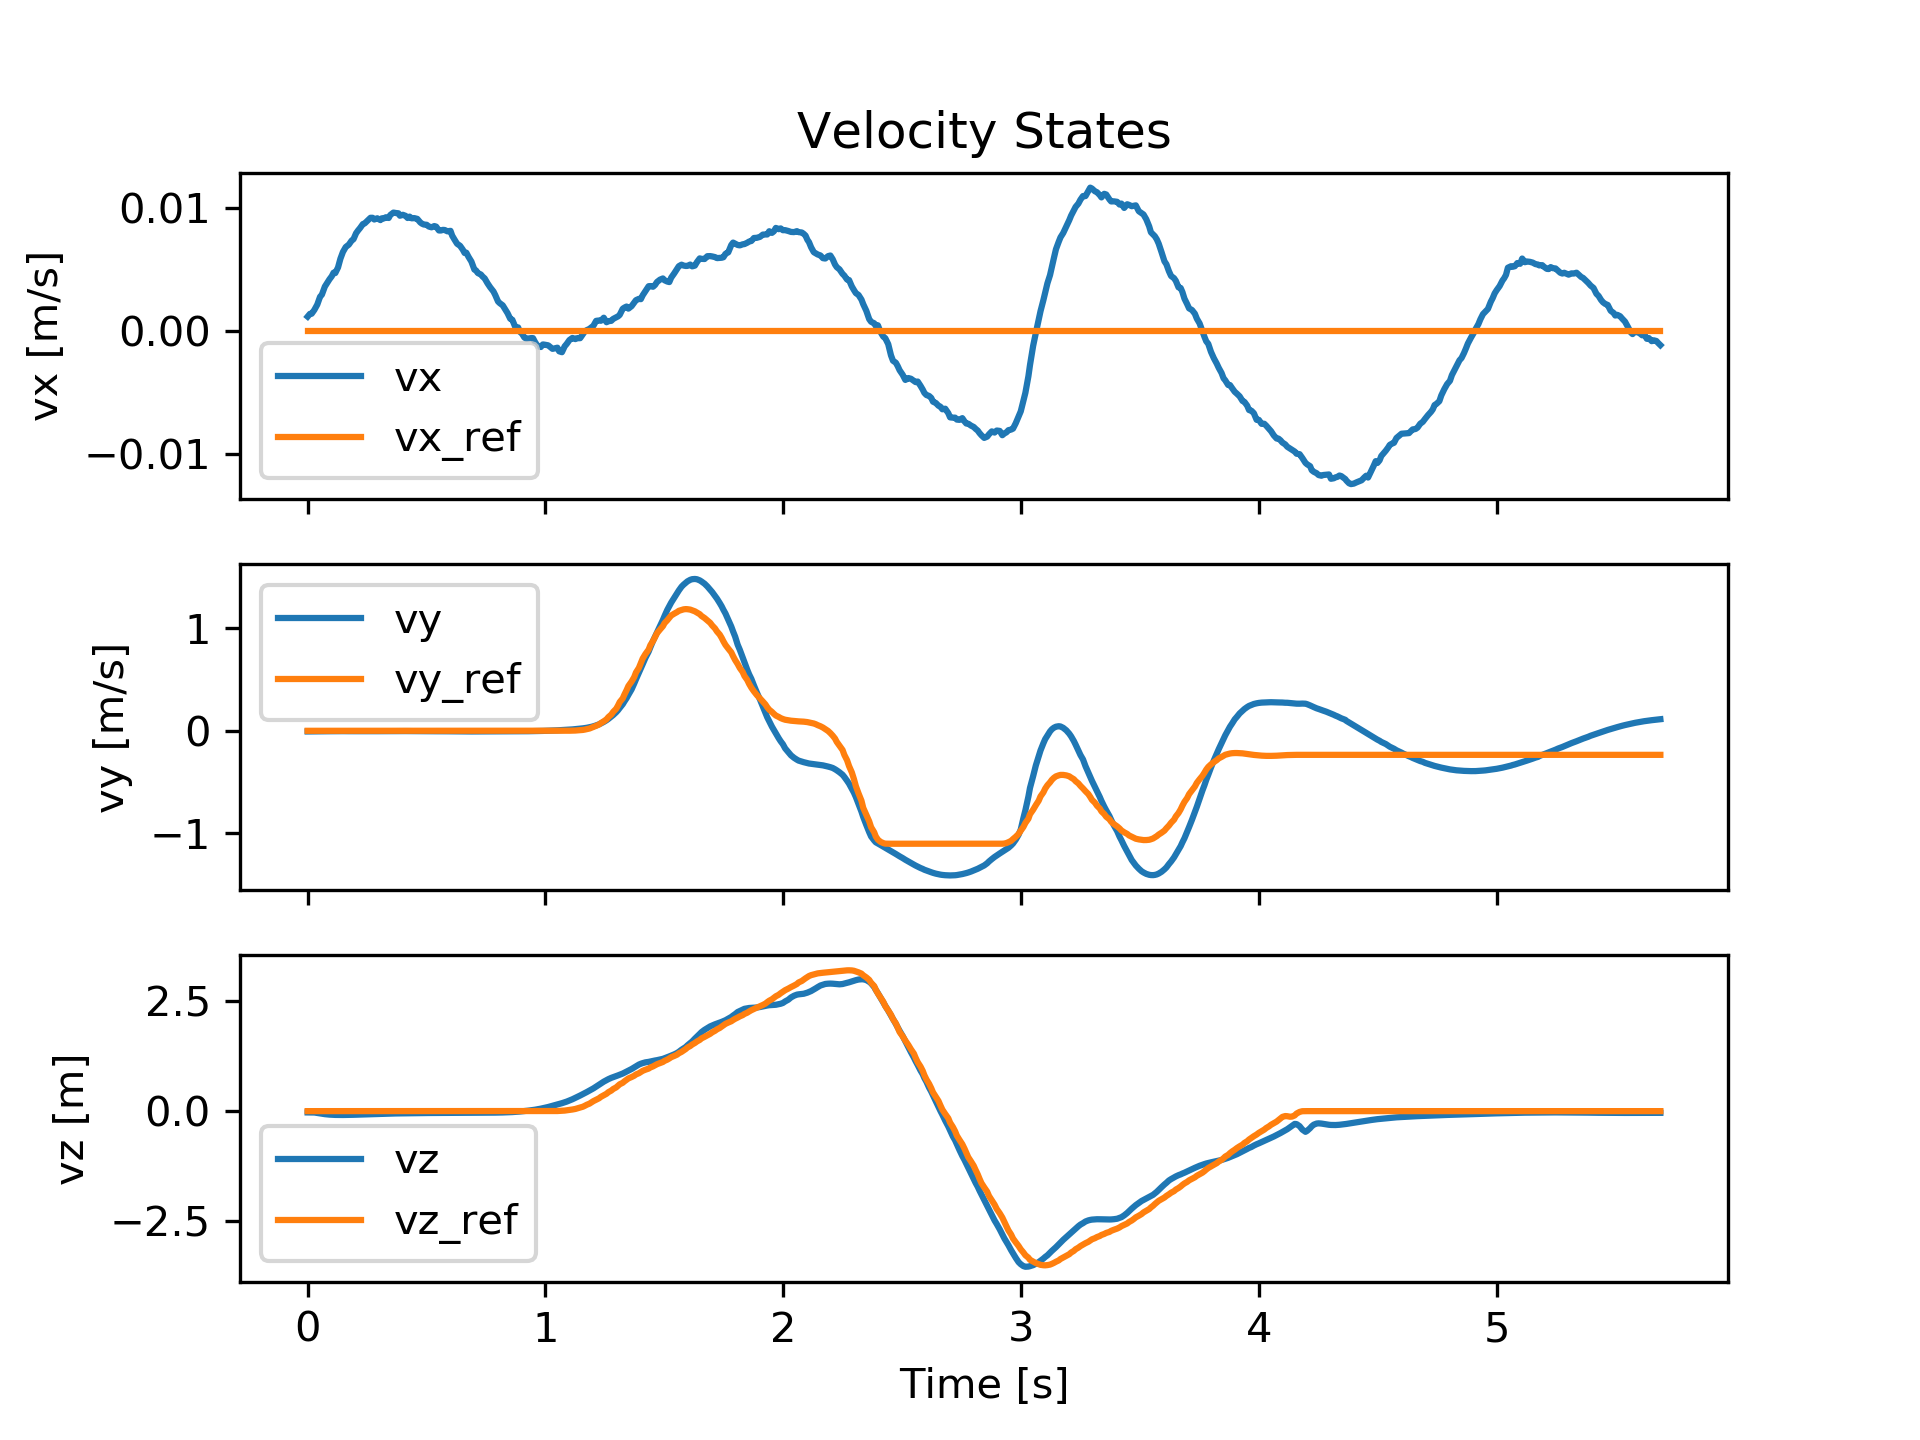 Velocity States
vx [m/s]
0.01
0.00
−0.01
vx
vx_ref
vy [m/s]
1
0
−1
vy
vy_ref
vz [m]
2.5
0.0
−2.5
vz
vz_ref
0 1 2 3 4 5
Time [s]